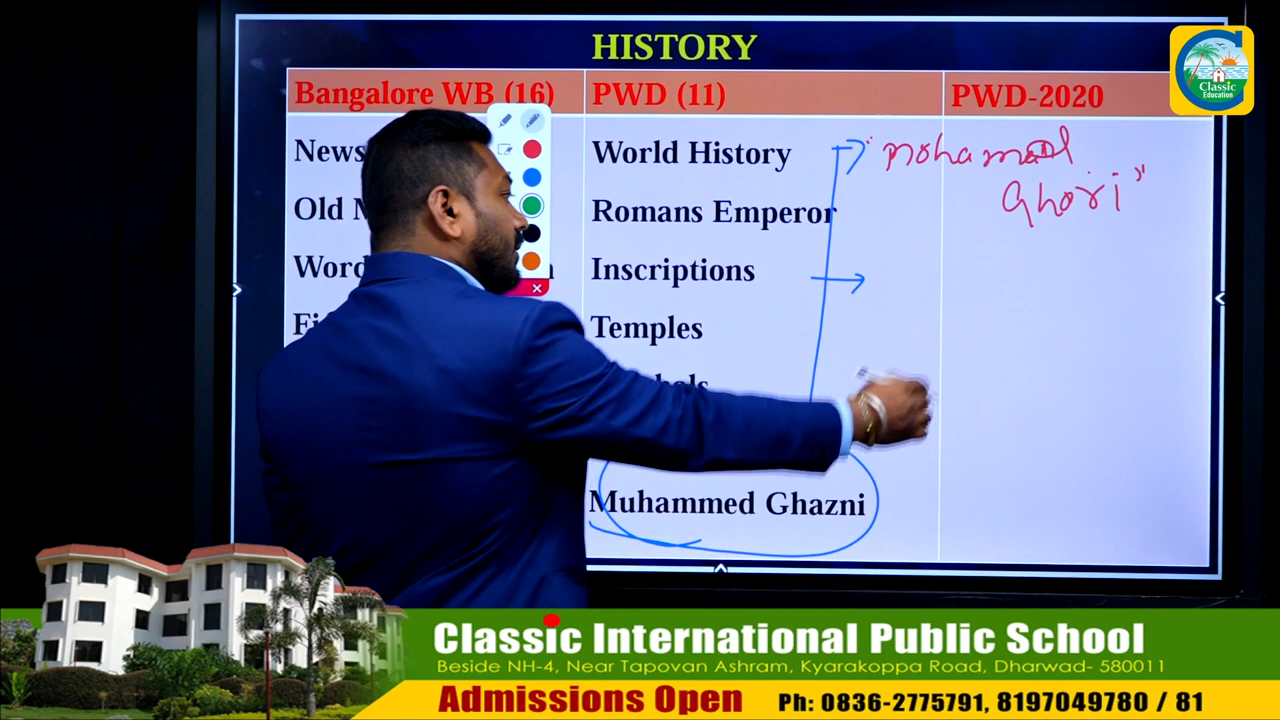 HISTORY
Classic
Education
Bangalore WB (16)
PWD (11)
PWD-2020
News
World History
"Mohamad
Ghori"
Old
Romans Emperor
Word
Inscriptions
Temples
Muhammed Ghazni
Classic International Public School
Beside NH-4, Near Tapovan Ashram, Kyarakoppa Road, Dharwad- 580011
Admissions Open
Ph: 0836-2775791, 8197049780 / 81